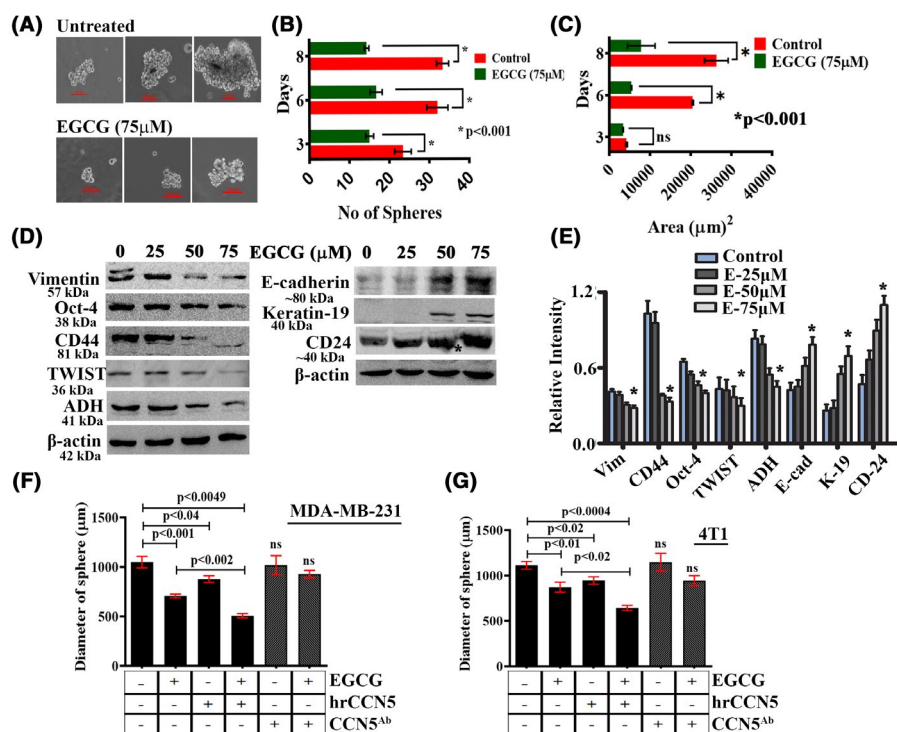 (A)
Untreated
EGCG (75μM)
(B)
Days
8
6
3
*
*
*
EGCG (75μM)
Control
*p<0.001
0 10 20 30 40
No of Spheres
(C)
Days
8
6
3
*
*
ns
Control
EGCG (75μM)
*p<0.001
0 10000 20000 30000 40000
Area (μm)2
(D)
0 25 50 75 EGCG (μM) 0 25 50 75
Vimentin
57 kDa
Oct-4
38 kDa
CD44
81 kDa
TWIST
36 kDa
ADH
41 kDa
β-actin
42 kDa
E-cadherin
~80 kDa
Keratin-19
40 kDa
CD24
~40 kDa
*
β-actin
(E)
Relative Intensity
1.2
0.6
0.0
Control
E-25μM
E-50μM
E-75μM
* * * * * * * *
Vim CD44 Oct-4 TWIST ADH E-cad K-19 CD-24
(F)
MDA-MB-231
Diameter of sphere (μm)
1500
1000
500
0
p<0.0049
p<0.04
p<0.001
p<0.002
ns
ns
– + – + – + EGCG
– – + + – – hrCCN5
– – – – + + CCN5Ab
(G)
4T1
Diameter of sphere (μm)
1500
1000
500
0
p<0.0004
p<0.02
p<0.01
p<0.02
ns
ns
– + – + – + EGCG
– – + + – – hrCCN5
– – – – + + CCN5Ab